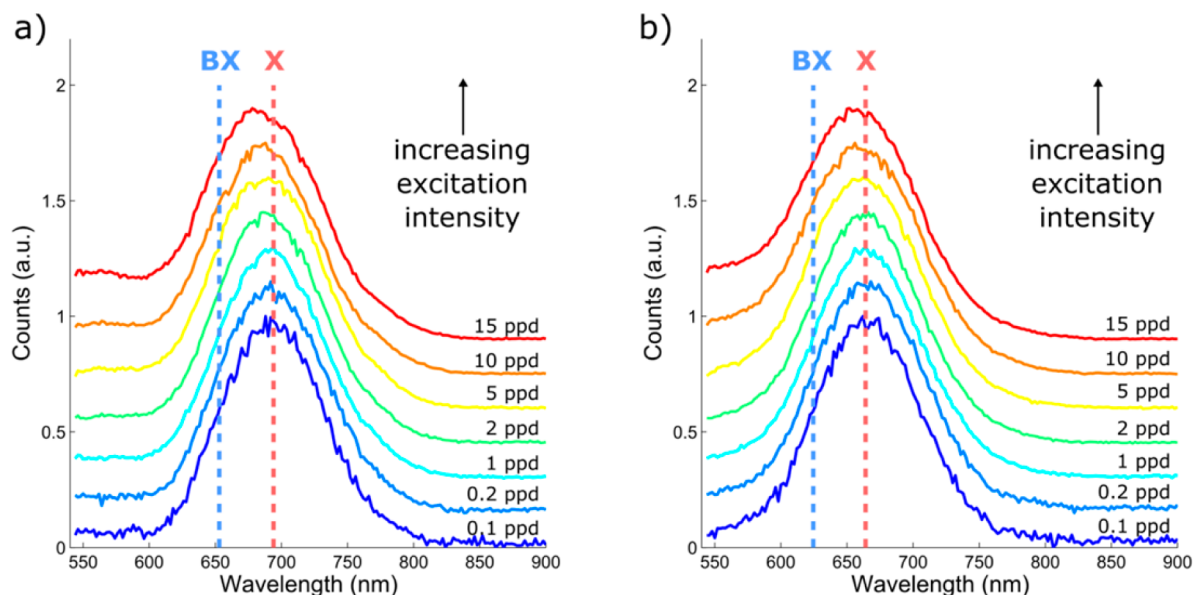 a)
BX X
increasing
excitation
intensity
2
1.5
1
0.5
0
Counts (a.u.)
15 ppd
10 ppd
5 ppd
2 ppd
1 ppd
0.2 ppd
0.1 ppd
550 600 650 700 750 800 850 900
Wavelength (nm)
b)
BX X
increasing
excitation
intensity
2
1.5
1
0.5
0
Counts (a.u.)
15 ppd
10 ppd
5 ppd
2 ppd
1 ppd
0.2 ppd
0.1 ppd
550 600 650 700 750 800 850 900
Wavelength (nm)